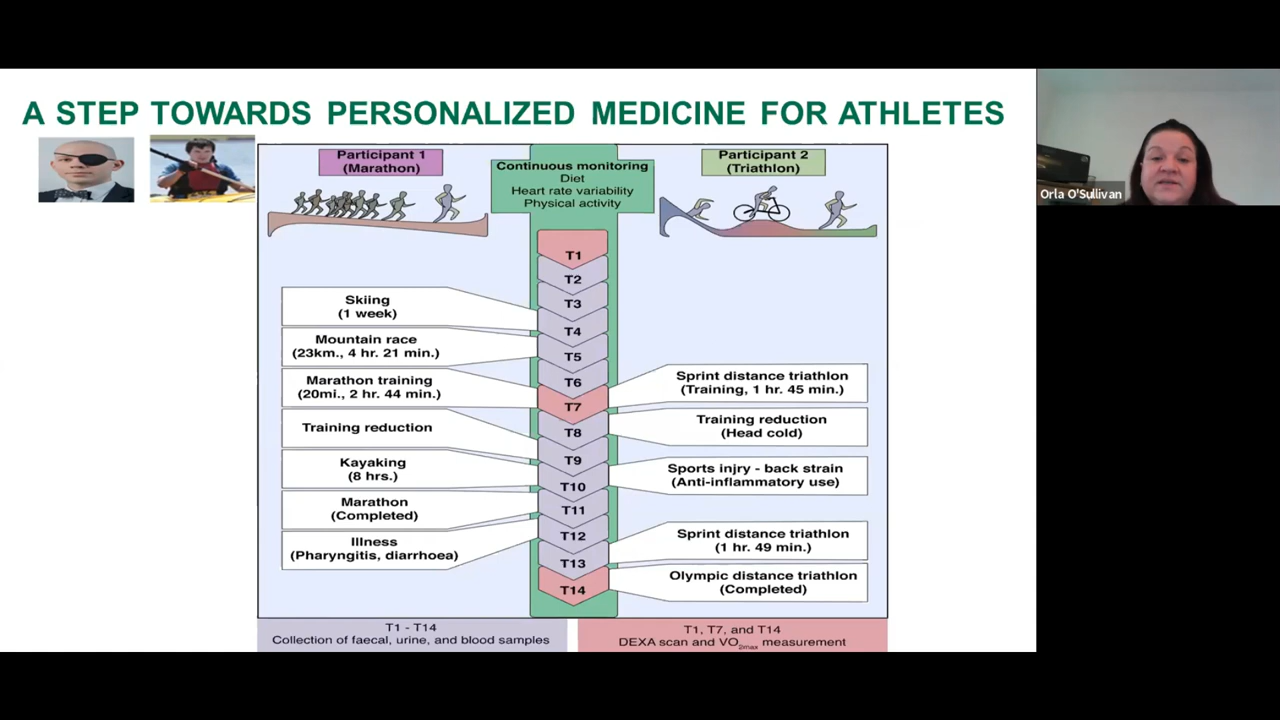 A STEP TOWARDS PERSONALIZED MEDICINE FOR ATHLETES
Orla O'Sullivan
Participant 1
(Marathon)
Continuous monitoring
Diet
Heart rate variability
Physical activity
Participant 2
(Triathlon)
T1
T2
T3
T4
T5
T6
T7
T8
T9
T10
T11
T12
T13
T14
Skiing
(1 week)
Mountain race
(23km., 4 hr. 21 min.)
Marathon training
(20mi., 2 hr. 44 min.)
Training reduction
Kayaking
(8 hrs.)
Marathon
(Completed)
Illness
(Pharyngitis, diarrhoea)
Sprint distance triathlon
(Training, 1 hr. 45 min.)
Training reduction
(Head cold)
Sports injry - back strain
(Anti-inflammatory use)
Sprint distance triathlon
(1 hr. 49 min.)
Olympic distance triathlon
(Completed)
T1 - T14
Collection of faecal, urine, and blood samples
T1, T7, and T14
DEXA scan and VO2max measurement